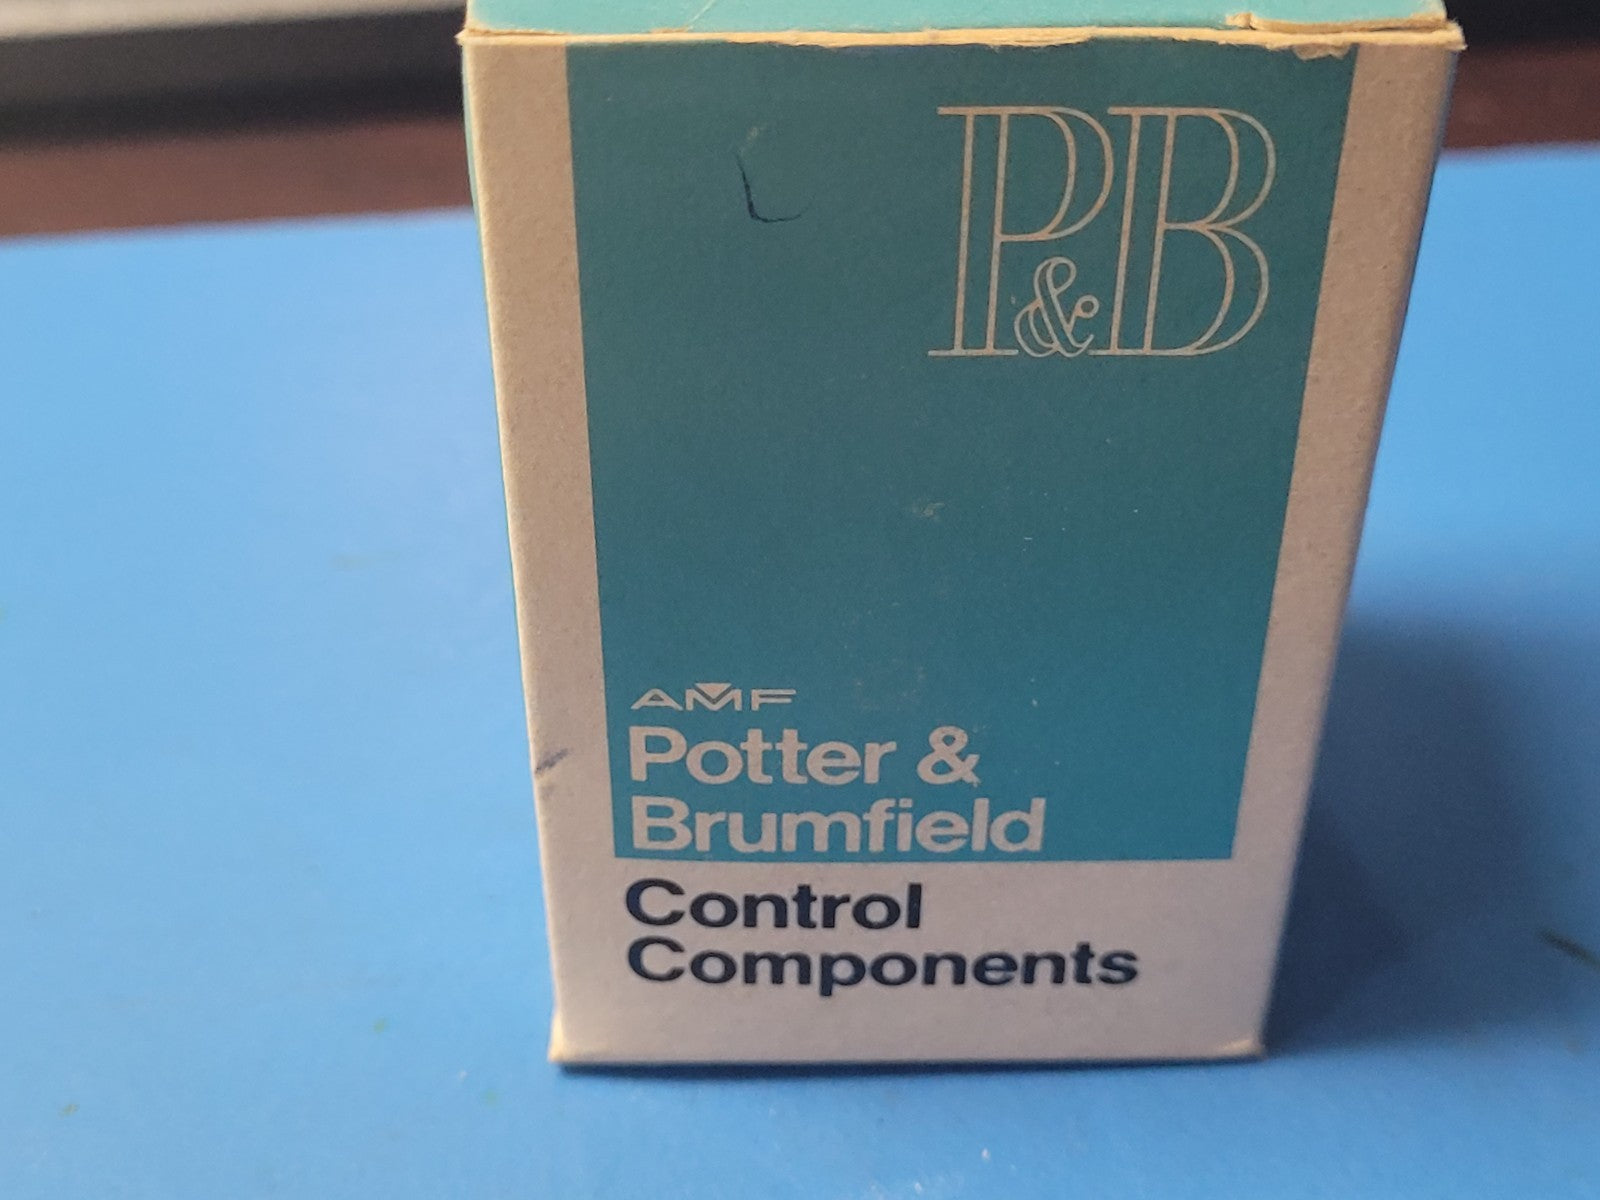 P&B
AMF
Potter &
Brumfield
Control
Components